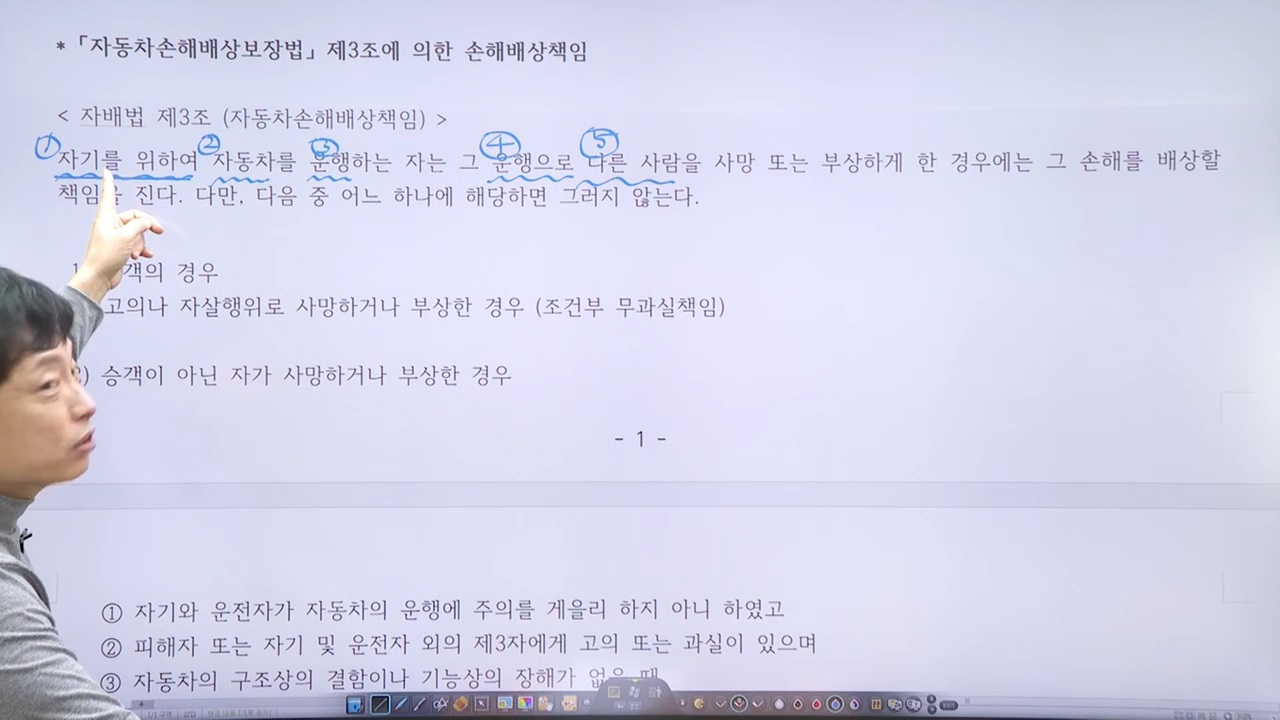 * 「자동차손해배상보장법」 제3조에 의한 손해배상책임
< 자배법 제3조 (자동차손해배상책임) >
① ② ③ ④ ⑤
자기를 위하여 자동차를 운행하는 자는 그 운행으로 다른 사람을 사망 또는 부상하게 한 경우에는 그 손해를 배상할
책임을 진다. 다만, 다음 중 어느 하나에 해당하면 그러지 않는다.
승객의 경우
고의나 자살행위로 사망하거나 부상한 경우 (조건부 무과실책임)
) 승객이 아닌 자가 사망하거나 부상한 경우
- 1 -
① 자기와 운전자가 자동차의 운행에 주의를 게을리 하지 아니 하였고
② 피해자 또는 자기 및 운전자 외의 제3자에게 고의 또는 과실이 있으며
③ 자동차의 구조상의 결함이나 기능상의 장해가 없을 때